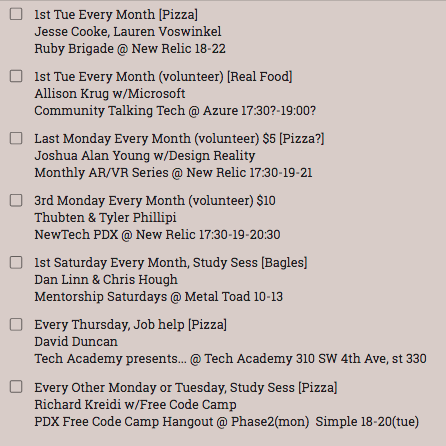 1st Tue Every Month [Pizza]
Jesse Cooke, Lauren Voswinkel
Ruby Brigade @ New Relic 18-22
1st Tue Every Month (volunteer) [Real Food]
Allison Krug w/Microsoft
Community Talking Tech @ Azure 17:30?-19:00?
Last Monday Every Month (volunteer) $5 [Pizza?]
Joshua Alan Young w/Design Reality
Monthly AR/VR Series @ New Relic 17:30-19-21
3rd Monday Every Month (volunteer) $10
Thubten & Tyler Phillipi
NewTech PDX @ New Relic 17:30-19-20:30
1st Saturday Every Month, Study Sess [Bagles]
Dan Linn & Chris Hough
Mentorship Saturdays @ Metal Toad 10-13
Every Thursday, Job help [Pizza]
David Duncan
Tech Academy presents... @ Tech Academy 310 SW 4th Ave, st 330
Every Other Monday or Tuesday, Study Sess [Pizza]
Richard Kreidi w/Free Code Camp
PDX Free Code Camp Hangout @ Phase2(mon)  Simple 18-20(tue)